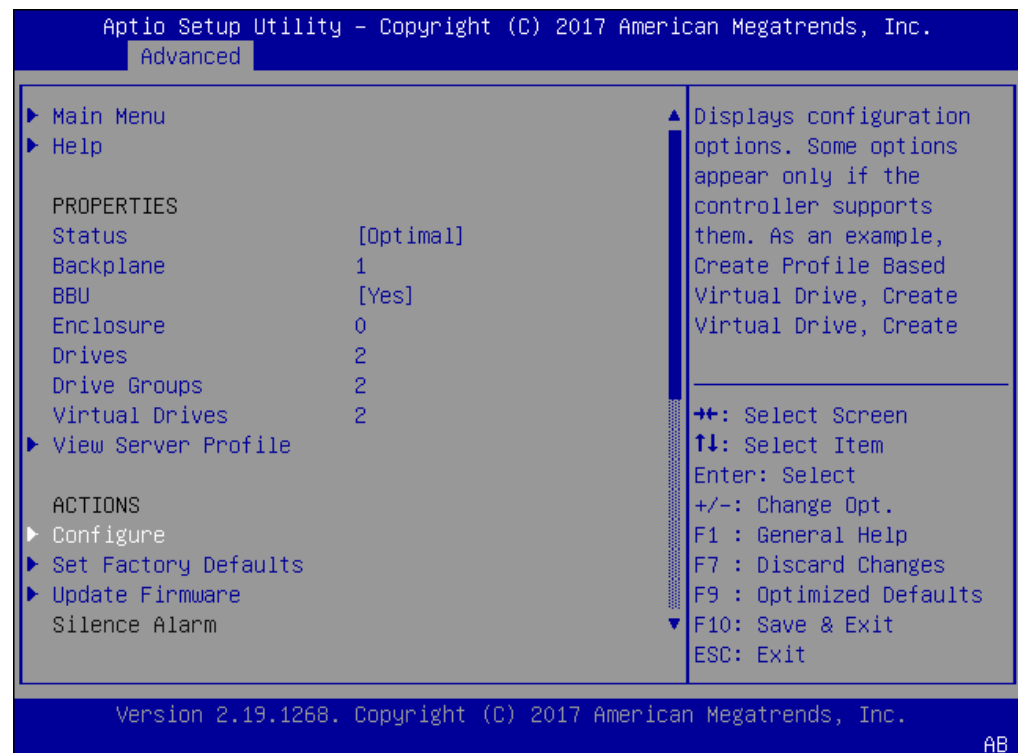 Aptio Setup Utility – Copyright (C) 2017 American Megatrends, Inc.
Advanced
Main Menu
Help
PROPERTIES
Status [Optimal]
Backplane 1
BBU [Yes]
Enclosure 0
Drives 2
Drive Groups 2
Virtual Drives 2
View Server Profile
ACTIONS
Configure
Set Factory Defaults
Update Firmware
Silence Alarm
Displays configuration
options. Some options
appear only if the
controller supports
them. As an example,
Create Profile Based
Virtual Drive, Create
Virtual Drive, Create
→←: Select Screen
↑↓: Select Item
Enter: Select
+/-: Change Opt.
F1 : General Help
F7 : Discard Changes
F9 : Optimized Defaults
F10: Save & Exit
ESC: Exit
Version 2.19.1268. Copyright (C) 2017 American Megatrends, Inc.
AB